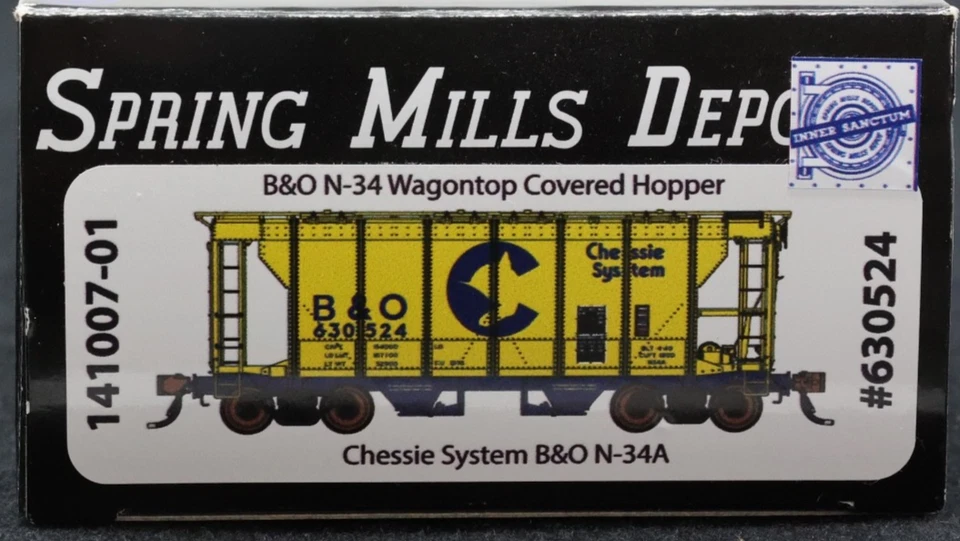 SPRING MILLS DEPO
INNER SANCTUM
B&O N-34 Wagontop Covered Hopper
141007-01
Chessie
System
B & O
630524
#630524
Chessie System B&O N-34A